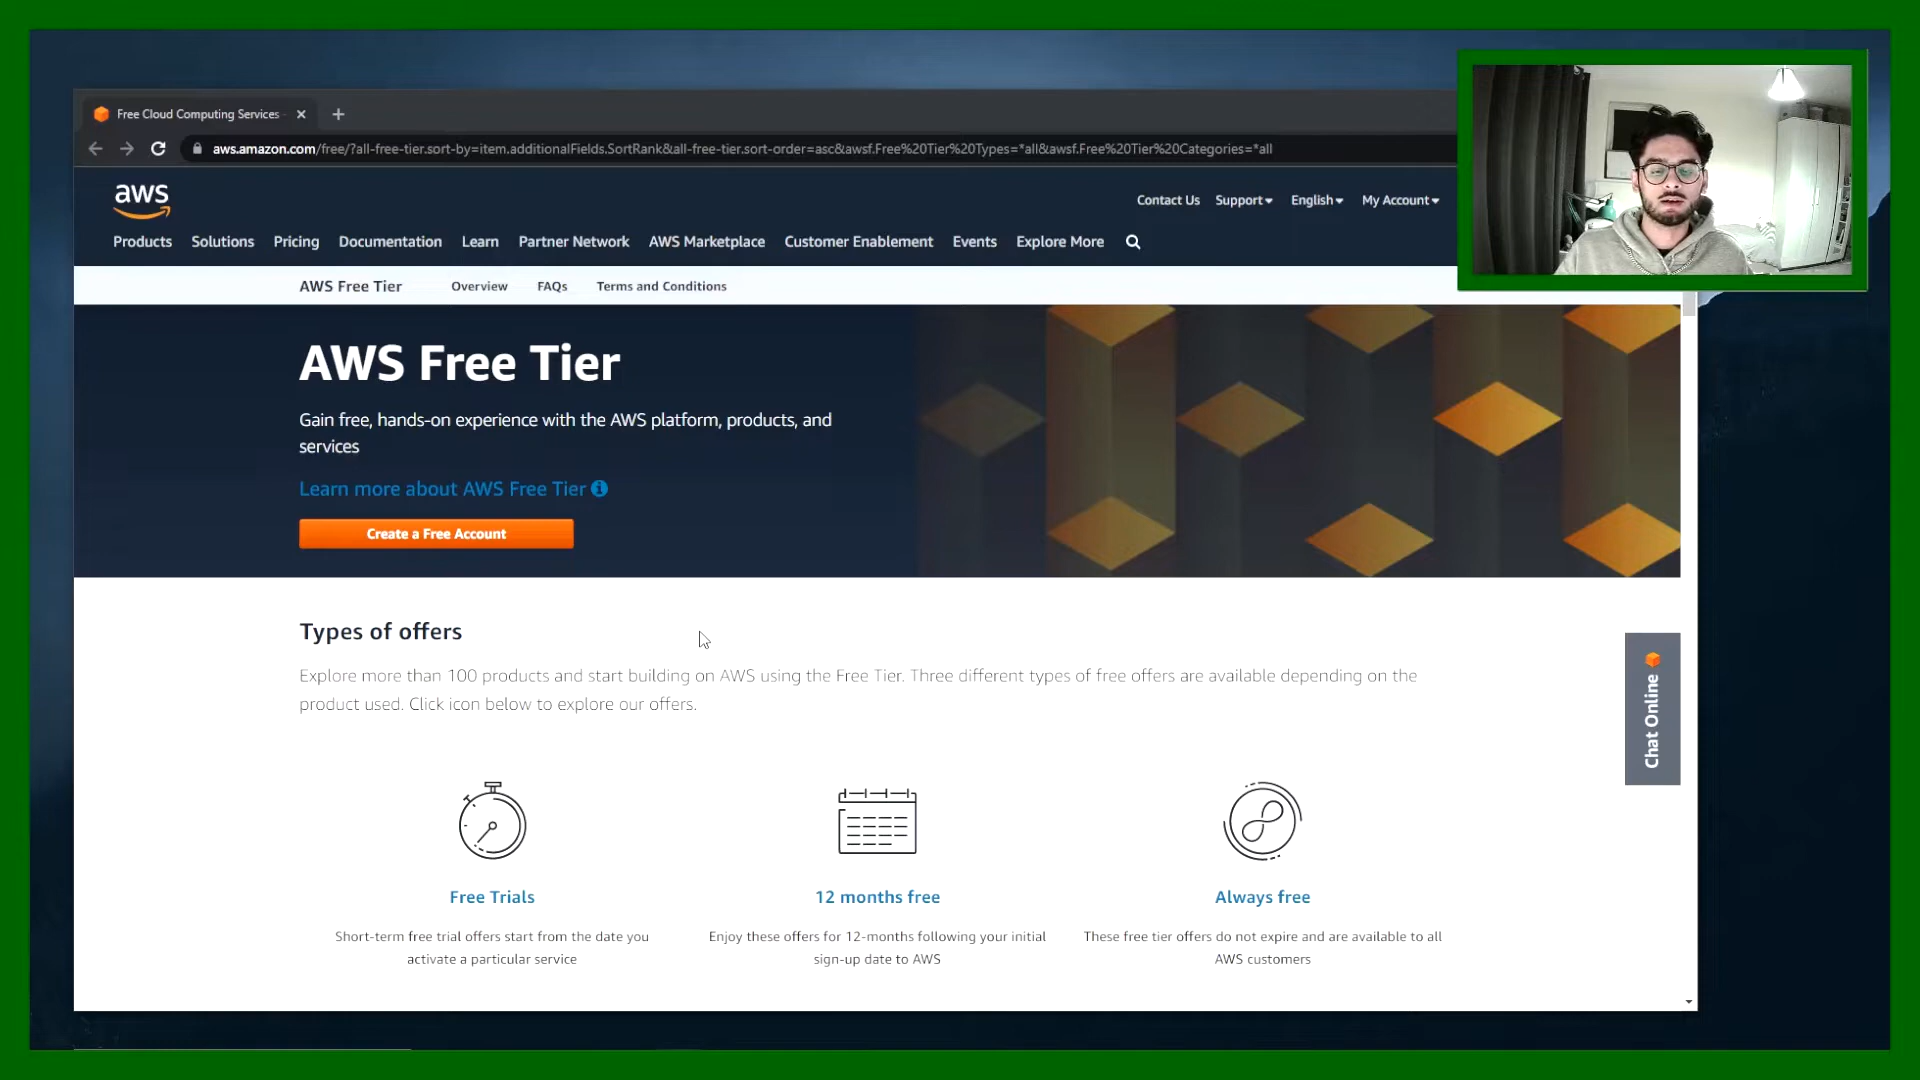 Free Cloud Computing Services
aws.amazon.com/free/?all-free-tier.sort-by=item.additionalFields.SortRank&all-free-tier.sort-order=asc&awsf.Free%20Tier%20Types=*all&awsf.Free%20Tier%20Categories=*all
aws
Contact Us Support English My Account
Products Solutions Pricing Documentation Learn Partner Network AWS Marketplace Customer Enablement Events Explore More
AWS Free Tier Overview FAQs Terms and Conditions
AWS Free Tier
Gain free, hands-on experience with the AWS platform, products, and
services
Learn more about AWS Free Tier
Create a Free Account
Types of offers
Explore more than 100 products and start building on AWS using the Free Tier. Three different types of free offers are available depending on the
product used. Click icon below to explore our offers.
Chat Online
Free Trials
Short-term free trial offers start from the date you
activate a particular service
12 months free
Enjoy these offers for 12-months following your initial
sign-up date to AWS
Always free
These free tier offers do not expire and are available to all
AWS customers